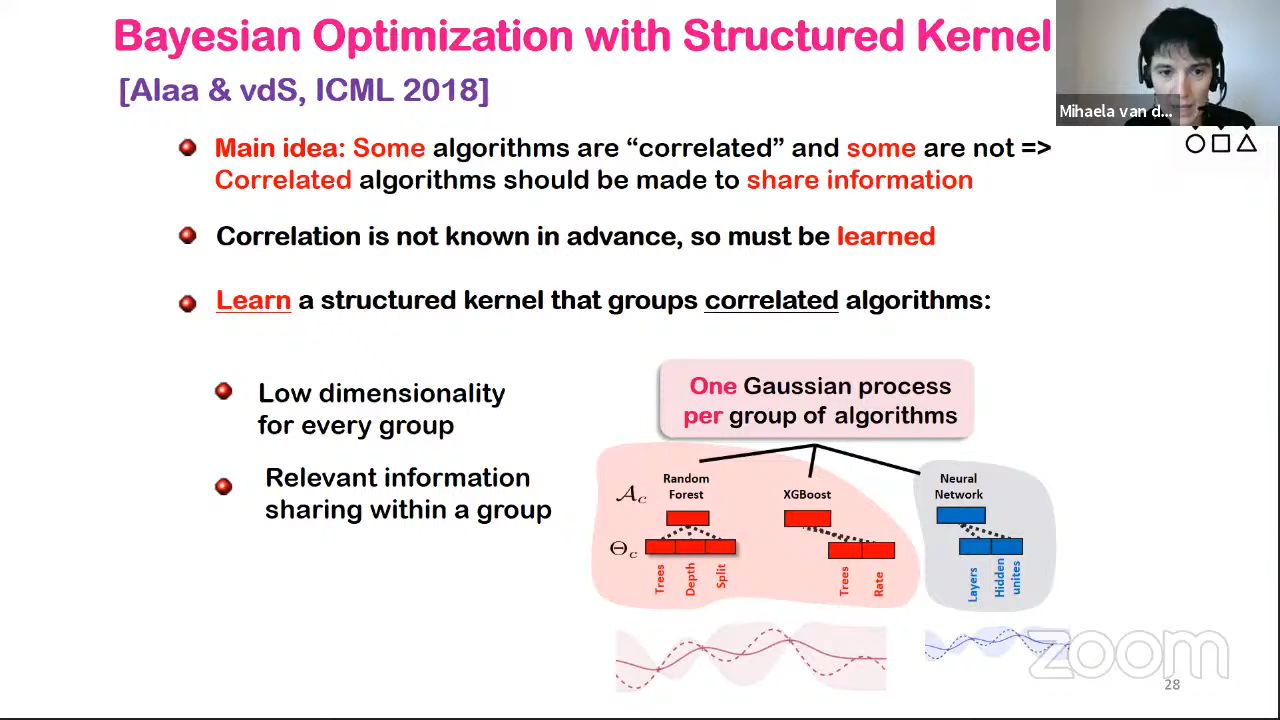 Bayesian Optimization with Structured Kernel
[Alaa & vdS, ICML 2018]
Mihaela van d...
Main idea: Some algorithms are “correlated” and some are not =>
Correlated algorithms should be made to share information
Correlation is not known in advance, so must be learned
Learn a structured kernel that groups correlated algorithms:
Low dimensionality
for every group
Relevant information
sharing within a group
One Gaussian process
per group of algorithms
𝒜c
Random
Forest
XGBoost
Neural
Network
Θc
Trees
Depth
Split
Trees
Rate
Layers
Hidden
unites
zoom
28